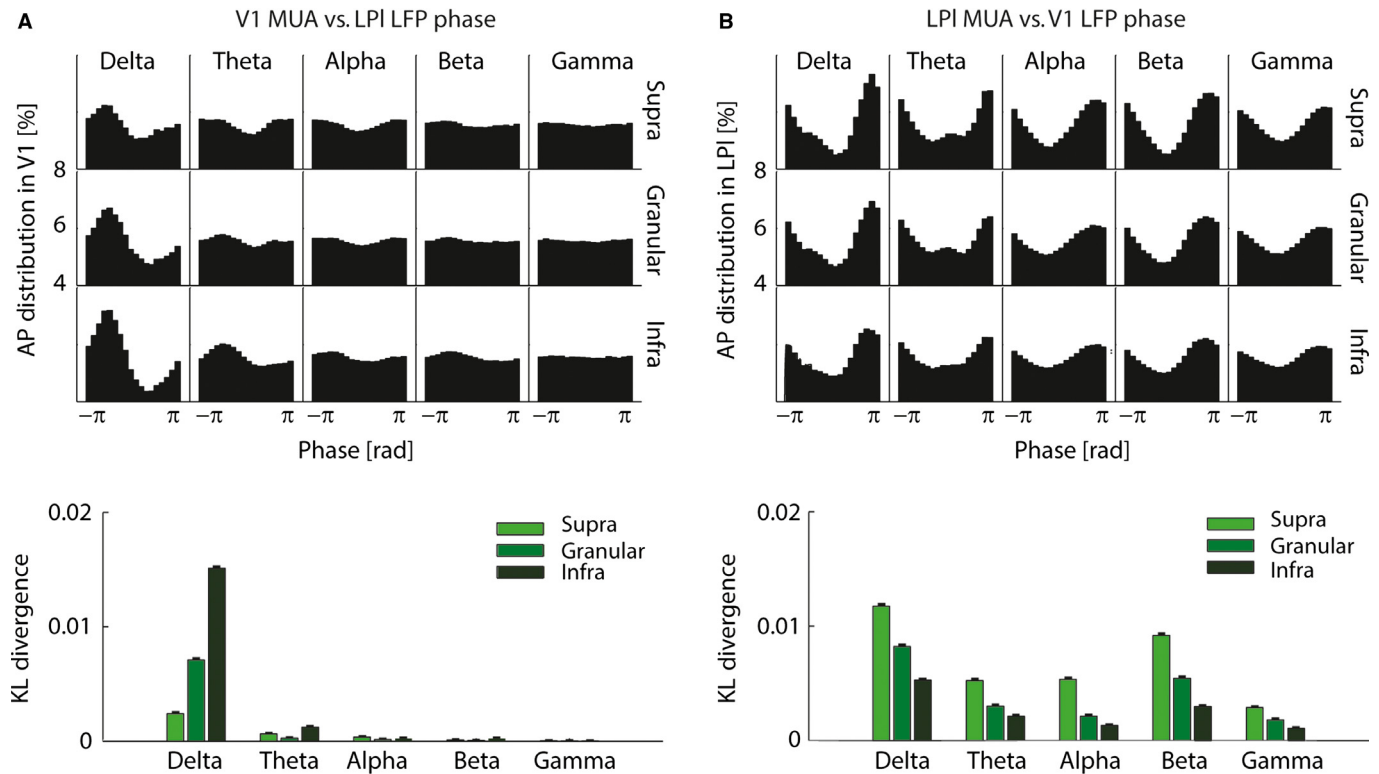 A
V1 MUA vs. LPl LFP phase
Delta Theta Alpha Beta Gamma
AP distribution in V1 [%]
8
6
4
Supra
Granular
Infra
−π π −π π −π π −π π −π π
Phase [rad]
KL divergence
0.02
0.01
0
Supra
Granular
Infra
Delta Theta Alpha Beta Gamma
B
LPl MUA vs. V1 LFP phase
Delta Theta Alpha Beta Gamma
AP distribution in LPl [%]
8
6
4
Supra
Granular
Infra
−π π −π π −π π −π π −π π
Phase [rad]
KL divergence
0.02
0.01
0
Supra
Granular
Infra
Delta Theta Alpha Beta Gamma